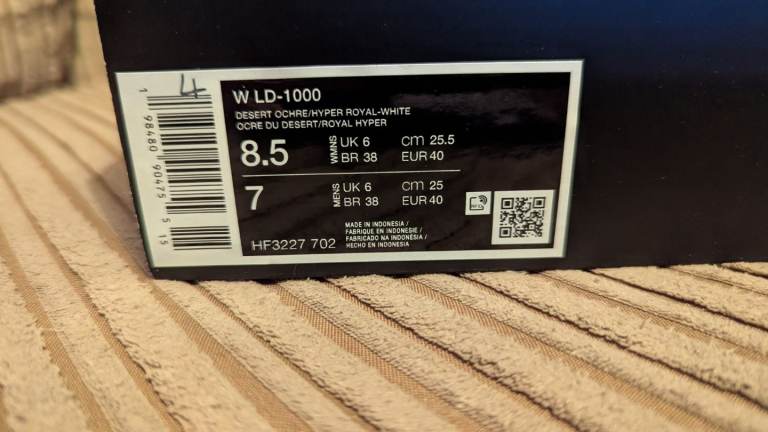 4
1 98480 90475 5 15
W LD-1000
DESERT OCHRE/HYPER ROYAL-WHITE
OCRE DU DESERT/ROYAL HYPER
8.5 WMNS UK 6 cm 25.5
BR 38 EUR 40
7 MENS UK 6 cm 25
BR 38 EUR 40
HF3227 702
MADE IN INDONESIA /
FABRIQUE EN INDONESIE /
FABRICADO NA INDONÉSIA /
HECHO EN INDONESIA